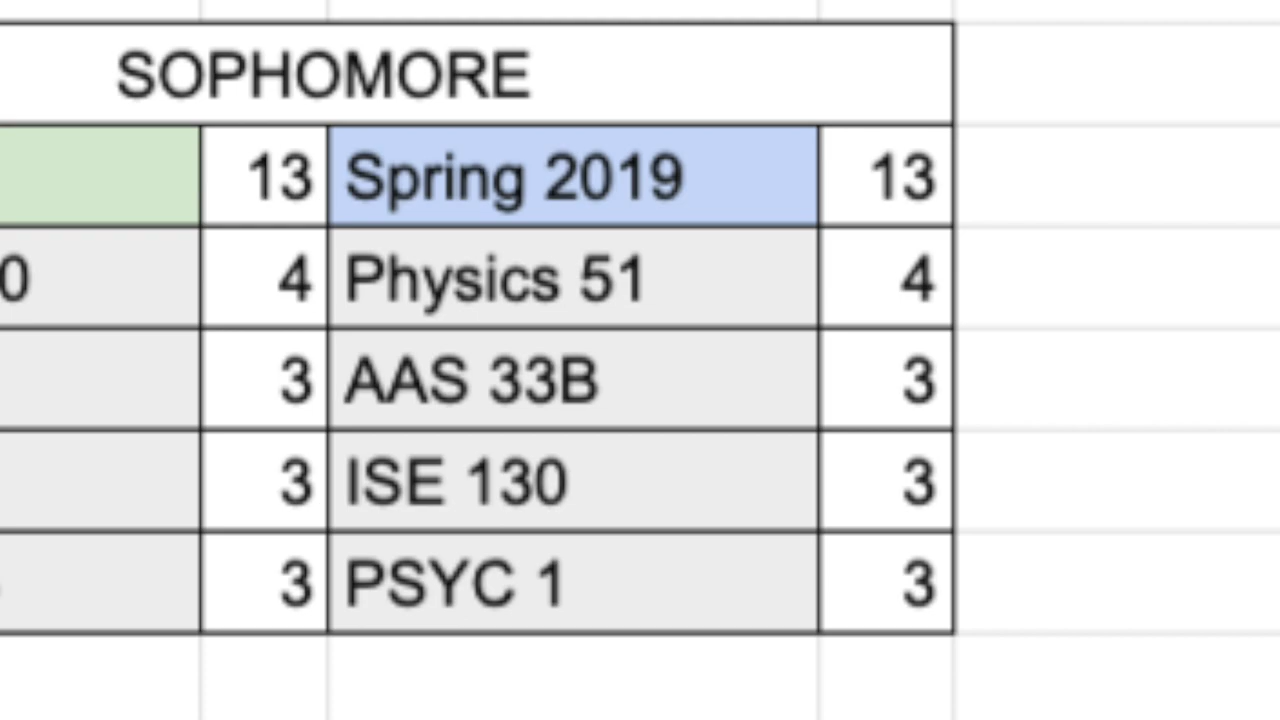 SOPHOMORE
13 Spring 2019 13
0 4 Physics 51 4
3 AAS 33B 3
3 ISE 130 3
3 PSYC 1 3